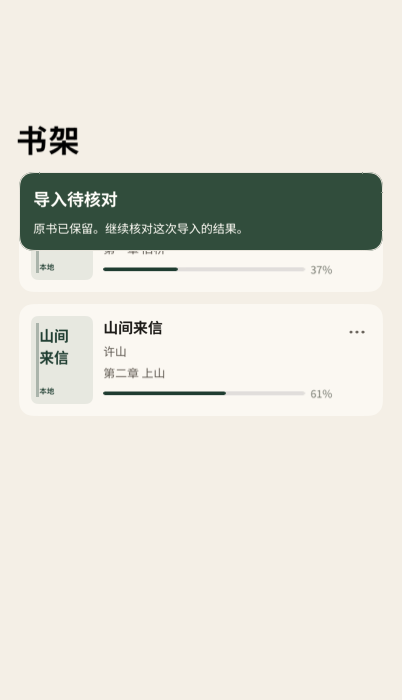 书架
导入待核对
原书已保留。继续核对这次导入的结果。
本地
37%
山间
来信
本地
山间来信
许山
第二章 上山
61%